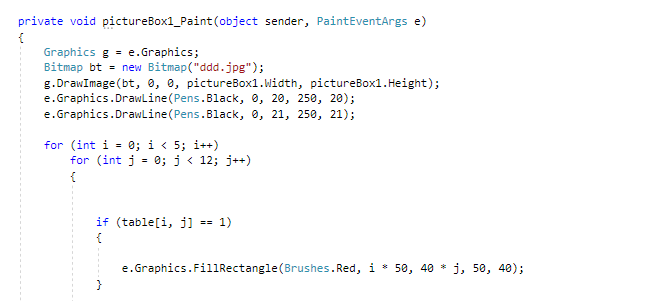 private void pictureBox1_Paint(object sender, PaintEventArgs e)
{
Graphics g = e.Graphics;
Bitmap bt = new Bitmap("ddd.jpg");
g.DrawImage(bt, 0, 0, pictureBox1.Width, pictureBox1.Height);
e.Graphics.DrawLine(Pens.Black, 0, 20, 250, 20);
e.Graphics.DrawLine(Pens.Black, 0, 21, 250, 21);
for (int i = 0; i < 5; i++)
for (int j = 0; j < 12; j++)
{
if (table[i, j] == 1)
{
e.Graphics.FillRectangle(Brushes.Red, i * 50, 40 * j, 50, 40);
}